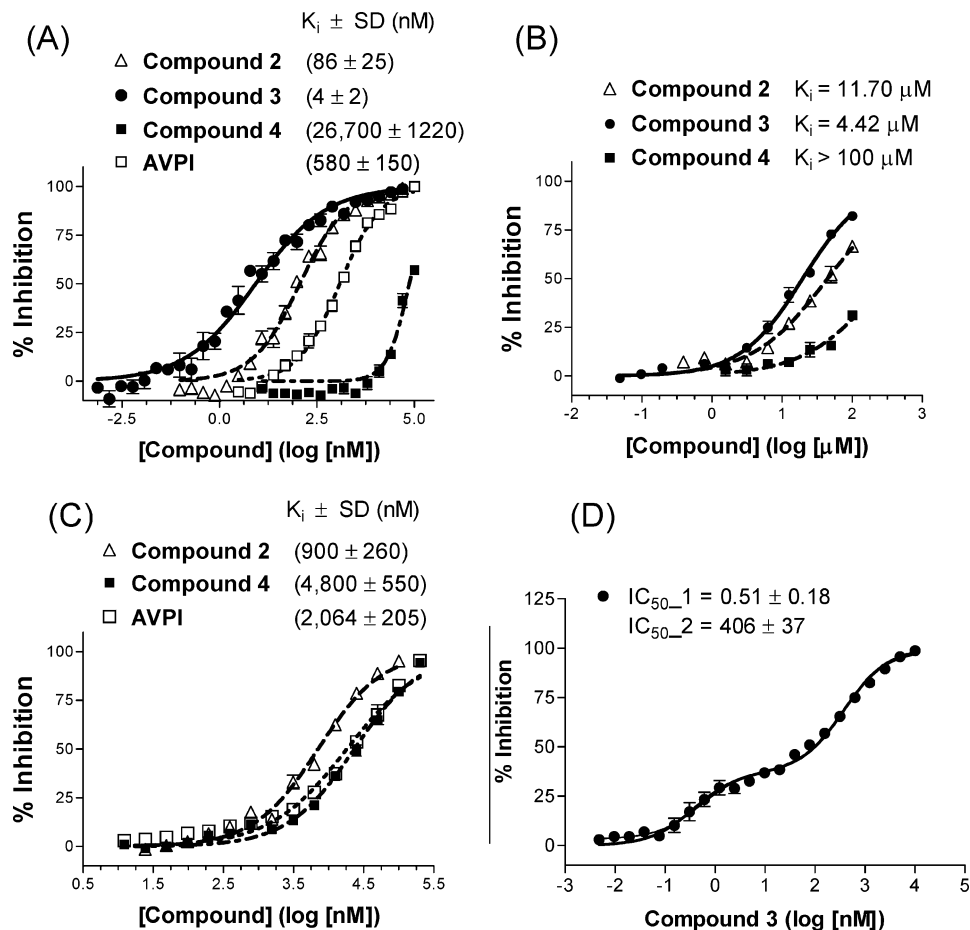 (A)
Kᵢ ± SD (nM)
△ Compound 2 (86 ± 25)
● Compound 3 (4 ± 2)
■ Compound 4 (26,700 ± 1220)
□ AVPI (580 ± 150)
100
75
50
25
0
% Inhibition
-2.5 0.0 2.5 5.0
[Compound] (log [nM])
(B)
△ Compound 2 Kᵢ = 11.70 μM
● Compound 3 Kᵢ = 4.42 μM
■ Compound 4 Kᵢ > 100 μM
100
75
50
25
0
% Inhibition
-2 -1 0 1 2 3
[Compound] (log [μM])
(C)
Kᵢ ± SD (nM)
△ Compound 2 (900 ± 260)
■ Compound 4 (4,800 ± 550)
□ AVPI (2,064 ± 205)
100
75
50
25
0
% Inhibition
0.5 1.5 2.5 3.5 4.5 5.5
[Compound] (log [nM])
(D)
● IC₅₀_1 = 0.51 ± 0.18
IC₅₀_2 = 406 ± 37
125
100
75
50
25
0
% Inhibition
-3 -2 -1 0 1 2 3 4 5
Compound 3 (log [nM])